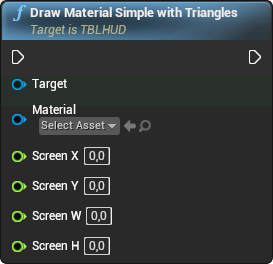 f Draw Material Simple with Triangles
Target is TBLHUD
Target
Material
Select Asset
Screen X 0,0
Screen Y 0,0
Screen W 0,0
Screen H 0,0